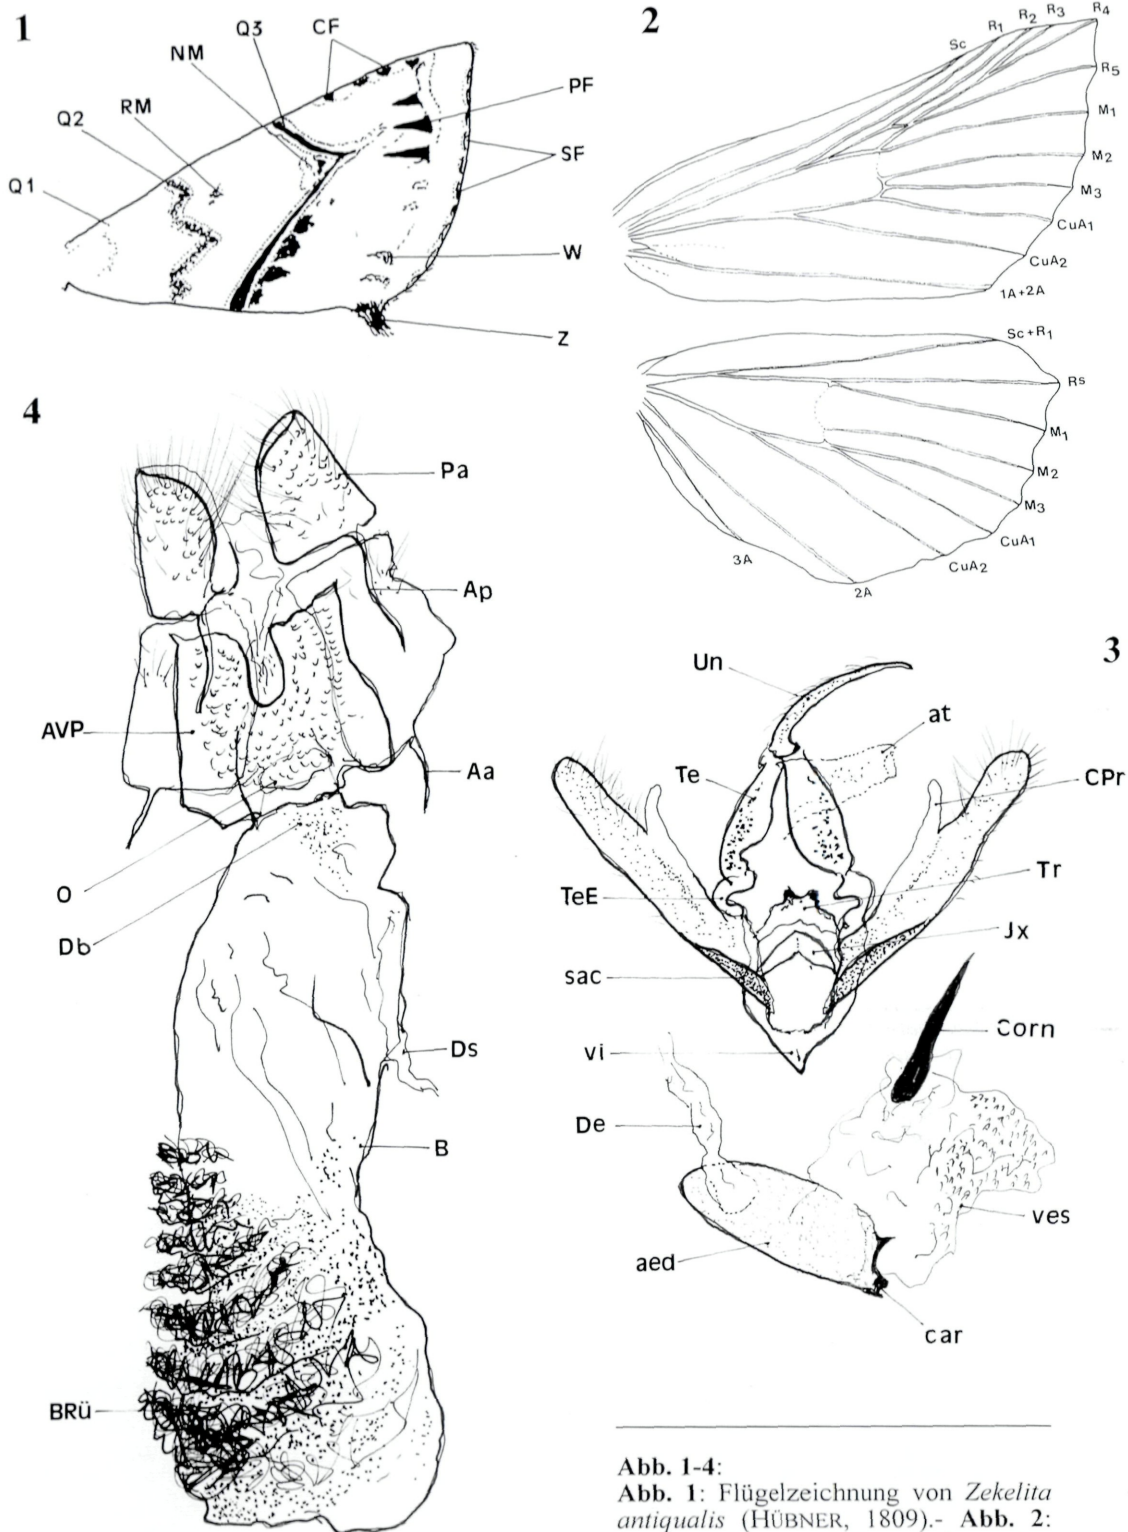 1
Q3
CF
NM
RM
Q2
Q1
PF
SF
W
Z
2
Sc
R1
R2
R3
R4
R5
M1
M2
M3
CuA1
CuA2
1A+2A
Sc+R1
Rs
M1
M2
M3
CuA1
CuA2
2A
3A
4
Pa
Ap
AVP
Aa
O
Db
Ds
B
BRü
3
Un
at
Te
CPr
Tr
TeE
Jx
sac
vi
Corn
De
ves
aed
car
Abb. 1-4:
Abb. 1: Flügelzeichnung von Zekelita
antiqualis (HÜBNER, 1809).- Abb. 2: